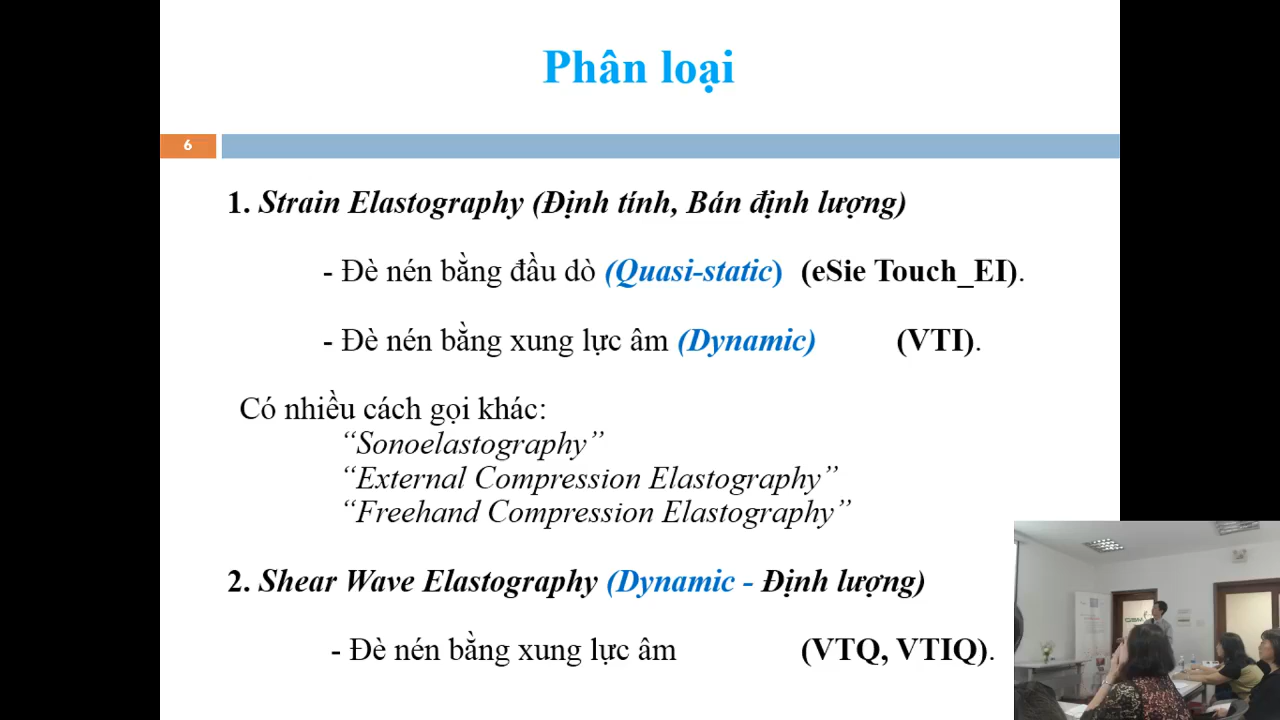 Phân loại
6
1. Strain Elastography (Định tính, Bán định lượng)
- Đè nén bằng đầu dò (Quasi-static) (eSie Touch_EI).
- Đè nén bằng xung lực âm (Dynamic) (VTI).
Có nhiều cách gọi khác:
“Sonoelastography”
“External Compression Elastography”
“Freehand Compression Elastography”
2. Shear Wave Elastography (Dynamic - Định lượng)
- Đè nén bằng xung lực âm (VTQ, VTIQ).